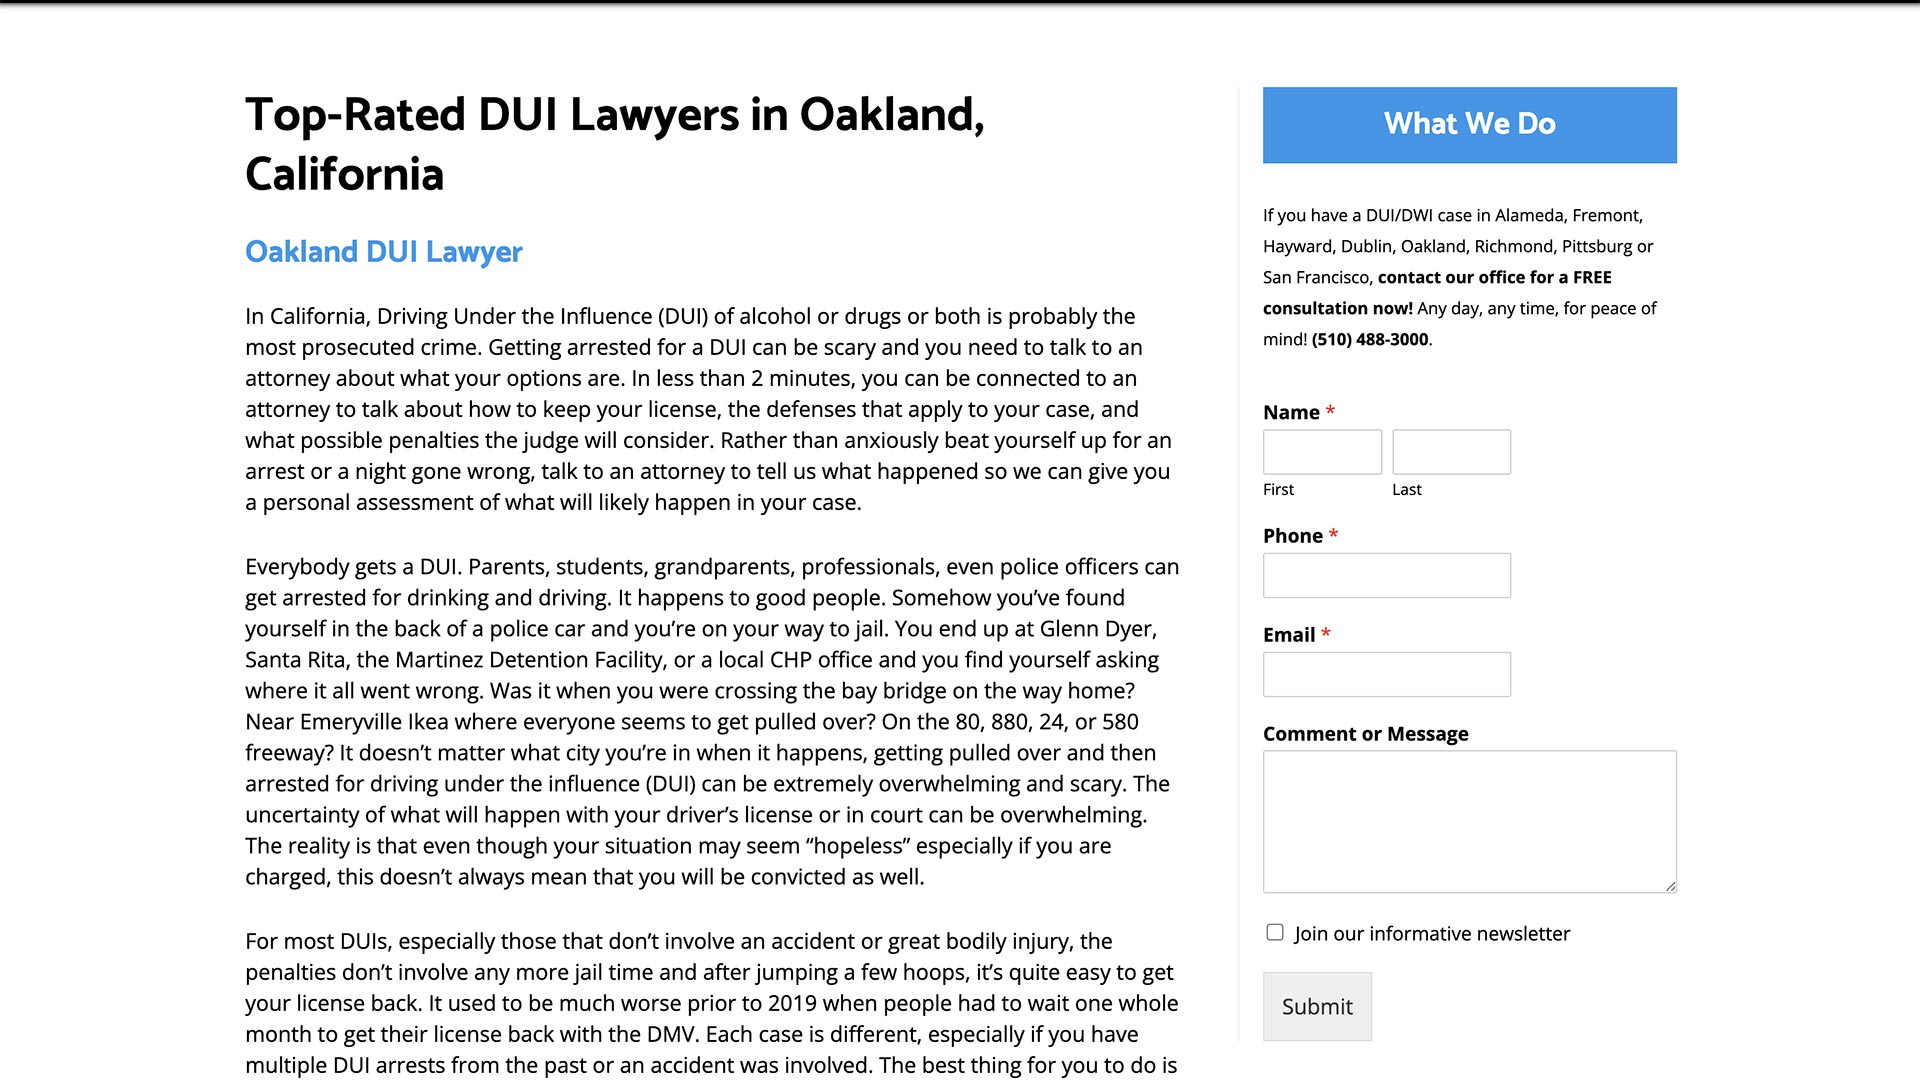 Top-Rated DUI Lawyers in Oakland,
California
Oakland DUI Lawyer
In California, Driving Under the Influence (DUI) of alcohol or drugs or both is probably the
most prosecuted crime. Getting arrested for a DUI can be scary and you need to talk to an
attorney about what your options are. In less than 2 minutes, you can be connected to an
attorney to talk about how to keep your license, the defenses that apply to your case, and
what possible penalties the judge will consider. Rather than anxiously beat yourself up for an
arrest or a night gone wrong, talk to an attorney to tell us what happened so we can give you
a personal assessment of what will likely happen in your case.
Everybody gets a DUI. Parents, students, grandparents, professionals, even police officers can
get arrested for drinking and driving. It happens to good people. Somehow you’ve found
yourself in the back of a police car and you’re on your way to jail. You end up at Glenn Dyer,
Santa Rita, the Martinez Detention Facility, or a local CHP office and you find yourself asking
where it all went wrong. Was it when you were crossing the bay bridge on the way home?
Near Emeryville Ikea where everyone seems to get pulled over? On the 80, 880, 24, or 580
freeway? It doesn’t matter what city you’re in when it happens, getting pulled over and then
arrested for driving under the influence (DUI) can be extremely overwhelming and scary. The
uncertainty of what will happen with your driver’s license or in court can be overwhelming.
The reality is that even though your situation may seem “hopeless” especially if you are
charged, this doesn’t always mean that you will be convicted as well.
For most DUIs, especially those that don’t involve an accident or great bodily injury, the
penalties don’t involve any more jail time and after jumping a few hoops, it’s quite easy to get
your license back. It used to be much worse prior to 2019 when people had to wait one whole
month to get their license back with the DMV. Each case is different, especially if you have
multiple DUI arrests from the past or an accident was involved. The best thing for you to do is
What We Do
If you have a DUI/DWI case in Alameda, Fremont,
Hayward, Dublin, Oakland, Richmond, Pittsburg or
San Francisco, contact our office for a FREE
consultation now! Any day, any time, for peace of
mind! (510) 488-3000.
Name *
First Last
Phone *
Email *
Comment or Message
Join our informative newsletter
Submit